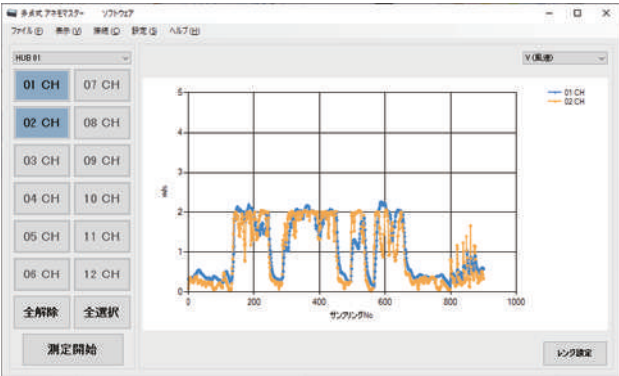 多点式 アネモマスター ソフトウェア
ファイル(F) 表示(V) 接続(C) 設定(S) ヘルプ(H)
HUB 01
V(風速)
01 CH 07 CH
02 CH 08 CH
03 CH 09 CH
04 CH 10 CH
05 CH 11 CH
06 CH 12 CH
全解除 全選択
測定開始
01 CH
02 CH
5
4
3
2
1
0
m/s
0 200 400 600 800 1000
サンプリングNo
レンジ設定